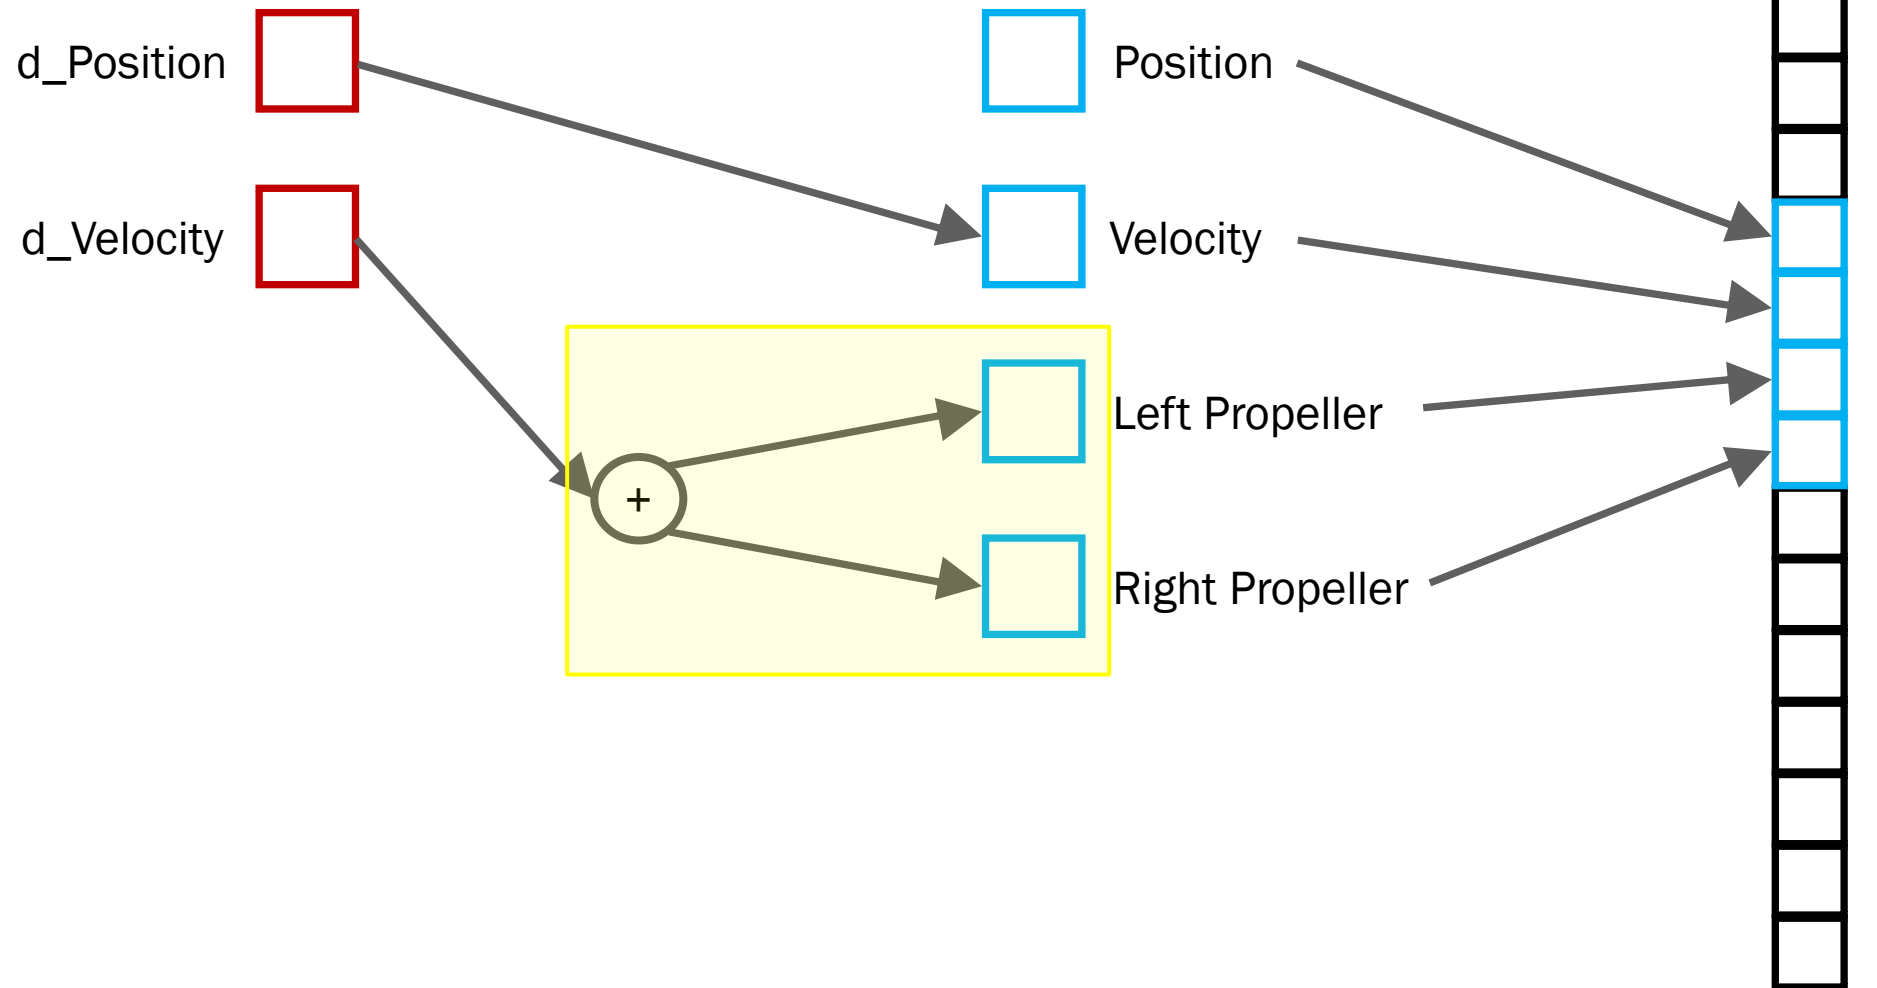 d_Position
Position
d_Velocity
Velocity
Left Propeller
+
Right Propeller